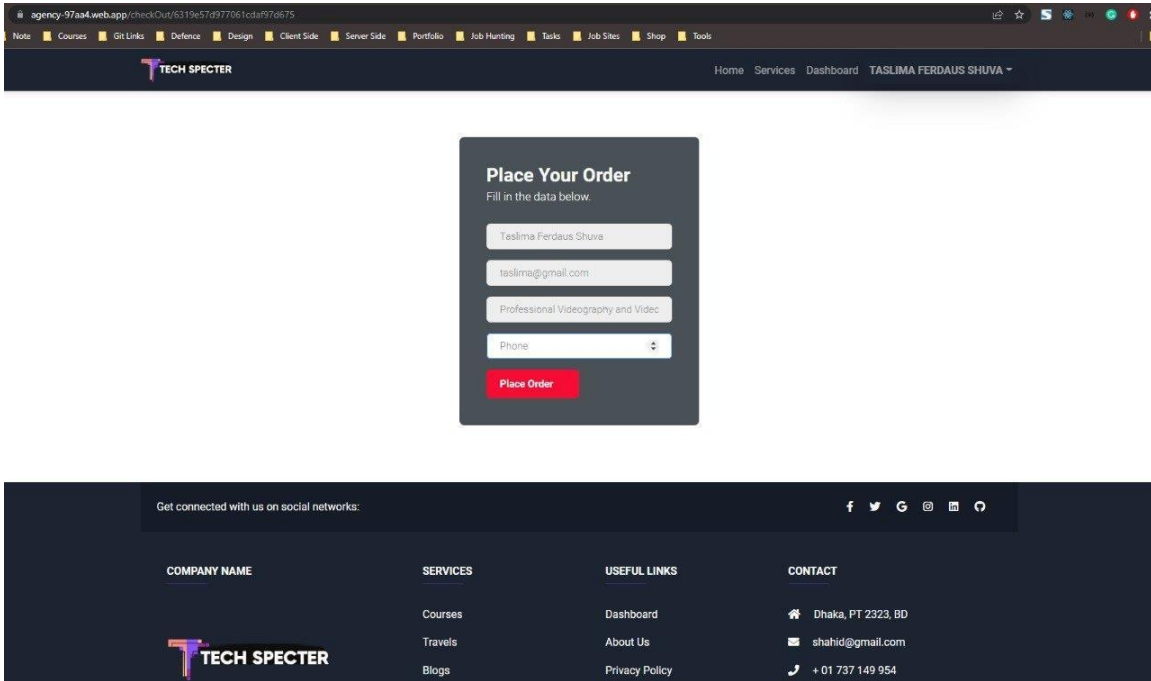 agency-97aa4.web.app/checkOut/6319e57d977061cdaf97d675
Note Courses Git Links Defence Design Client Side Server Side Portfolio Job Hunting Tasks Job Sites Shop Tools
TECH SPECTER
Home Services Dashboard TASLIMA FERDAUS SHUVA
Place Your Order
Fill in the data below.
Taslima Ferdaus Shuva
taslima@gmail.com
Professional Videography and Videc
Phone
Place Order
Get connected with us on social networks:
COMPANY NAME SERVICES USEFUL LINKS CONTACT
Courses Dashboard Dhaka, PT 2323, BD
Travels About Us shahid@gmail.com
TECH SPECTER
Blogs Privacy Policy + 01 737 149 954